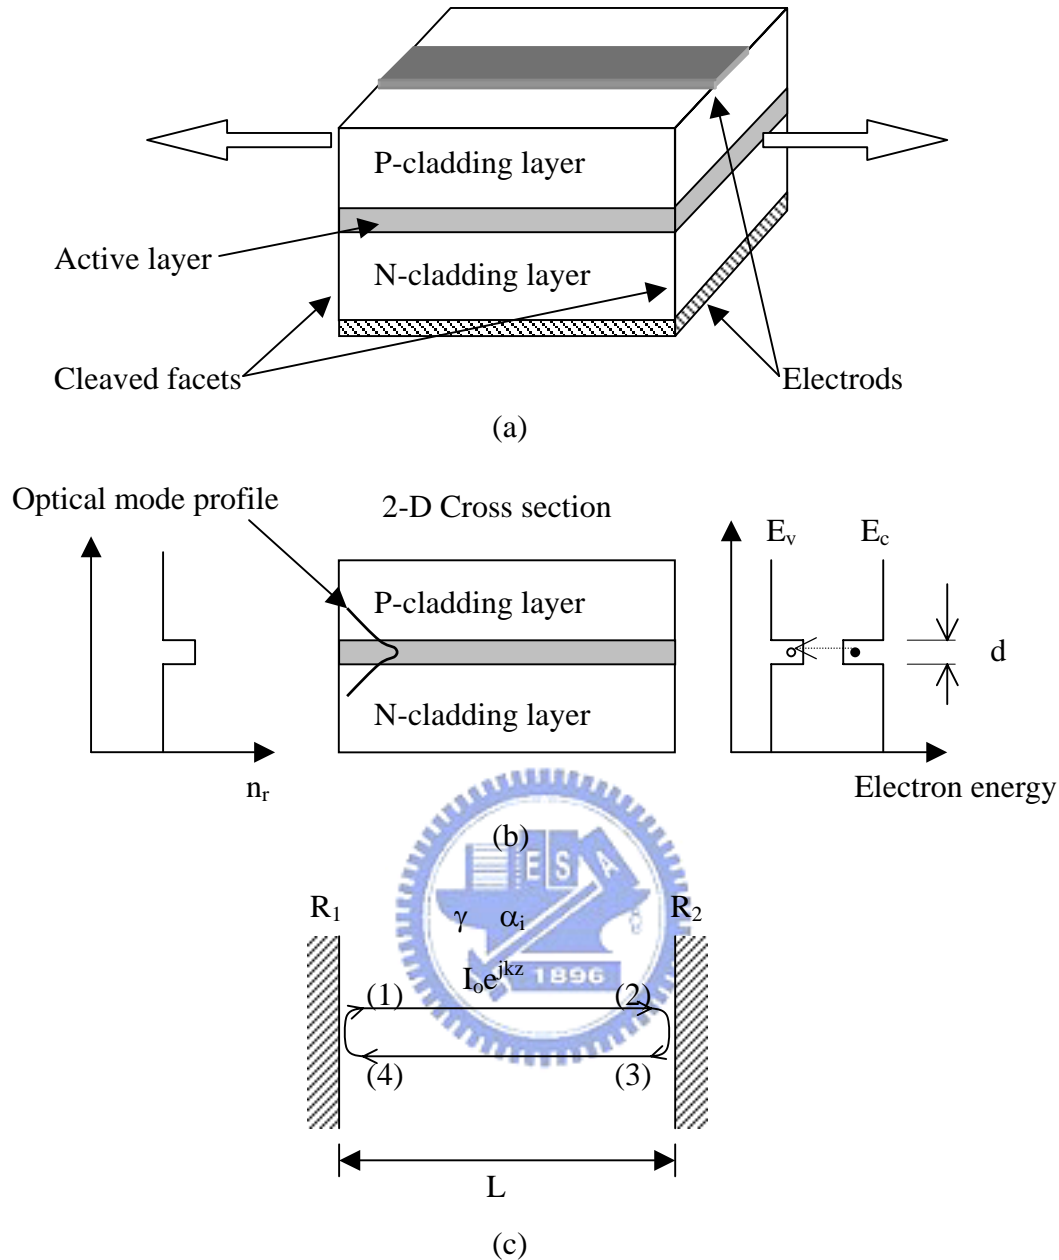 P-cladding layer
Active layer
N-cladding layer
Cleaved facets
Electrods
(a)
Optical mode profile
2-D Cross section
E_v E_c
P-cladding layer
d
N-cladding layer
n_r
Electron energy
(b)
E S A
R_1 R_2
γ α_i
I_o e^{jkz}
1896
(1) (2)
(4) (3)
L
(c)